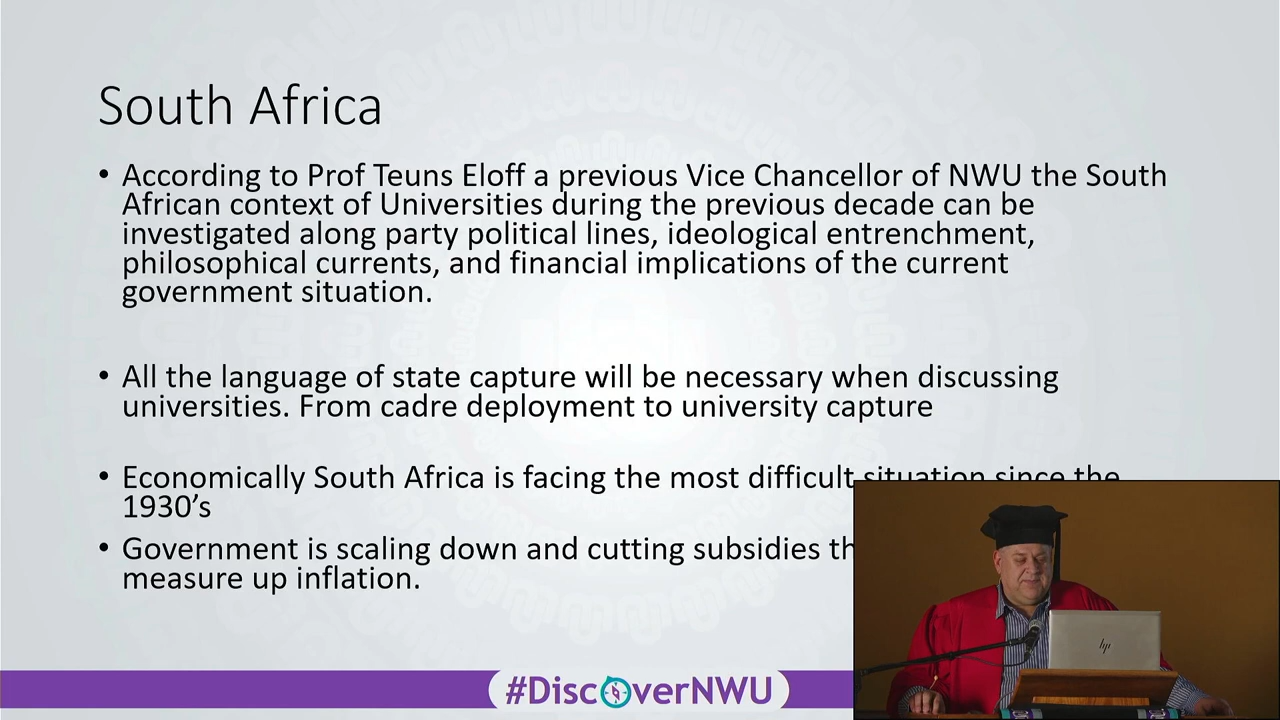 South Africa
• According to Prof Teuns Eloff a previous Vice Chancellor of NWU the South
African context of Universities during the previous decade can be
investigated along party political lines, ideological entrenchment,
philosophical currents, and financial implications of the current
government situation.
• All the language of state capture will be necessary when discussing
universities. From cadre deployment to university capture
• Economically South Africa is facing the most difficult situation since the
1930’s
• Government is scaling down and cutting subsidies
measure up inflation.
#DiscoverNWU
hp